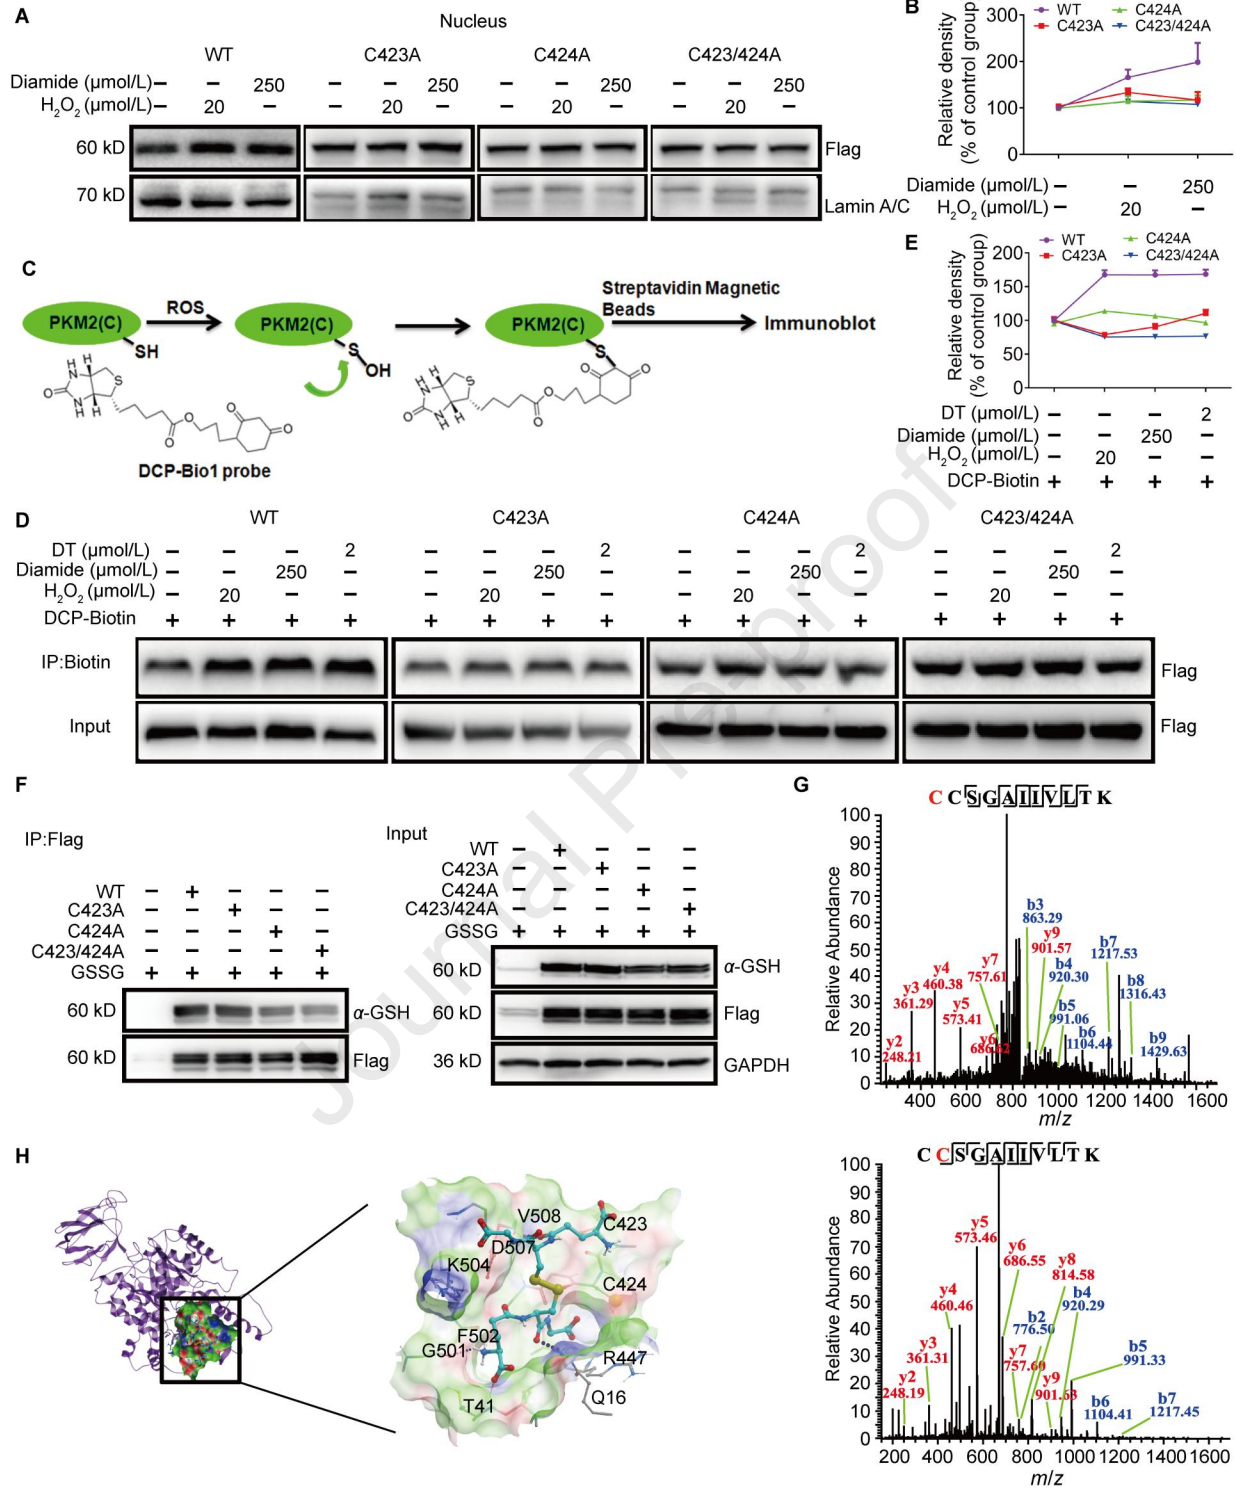 A
Nucleus
WT C423A C424A C423/424A
Diamide (μmol/L) – – 250 – – 250 – – 250 – – 250
H2O2 (μmol/L) – 20 – – 20 – – 20 – – 20 –
60 kD Flag
70 kD Lamin A/C
B
WT C424A
C423A C423/424A
Relative density
(% of control group)
300
200
100
0
Diamide (μmol/L) – – 250
H2O2 (μmol/L) – 20 –
C
PKM2(C)
SH
ROS
PKM2(C)
S
OH
PKM2(C)
S
Streptavidin Magnetic
Beads
Immunoblot
DCP-Bio1 probe
E
WT C424A
C423A C423/424A
Relative density
(% of control group)
200
150
100
50
0
DT (μmol/L) – – – 2
Diamide (μmol/L) – – 250 –
H2O2 (μmol/L) – 20 – –
DCP-Biotin + + + +
D
WT C423A C424A C423/424A
DT (μmol/L) – – – 2 – – – 2 – – – 2 – – – 2
Diamide (μmol/L) – – 250 – – – 250 – – – 250 – – – 250 –
H2O2 (μmol/L) – 20 – – – 20 – – – 20 – – – 20 – –
DCP-Biotin + + + + + + + + + + + + + + + +
IP:Biotin Flag
Input Flag
F
IP:Flag
WT – + – – –
C423A – – + – –
C424A – – – + –
C423/424A – – – – +
GSSG + + + + +
60 kD α-GSH
60 kD Flag
Input
WT – + – – –
C423A – – + – –
C424A – – – + –
C423/424A – – – – +
GSSG + + + + +
60 kD α-GSH
60 kD Flag
36 kD GAPDH
G
C C S G A I I V L T K
Relative Abundance
100
90
80
70
60
50
40
30
20
10
0
y2
248.21
y3
361.29
y4
460.38
y5
573.41
y6
686.62
y7
757.61
b3
863.29
y9
901.57
b4
920.30
b5
991.06
b6
1104.44
b7
1217.53
b8
1316.43
b9
1429.63
400 600 800 1000 1200 1400 1600
m/z
C C S G A I I V L T K
Relative Abundance
100
90
80
70
60
50
40
30
20
10
0
y2
248.19
y3
361.31
y4
460.46
y5
573.46
y6
686.55
y8
814.58
b4
920.29
b2
776.50
y7
757.60
y9
901.63
b5
991.33
b6
1104.41
b7
1217.45
200 400 600 800 1000 1200 1400 1600
m/z
H
V508
C423
D507
K504
C424
F502
G501
R447
Q16
T41
Journal Pre-proof